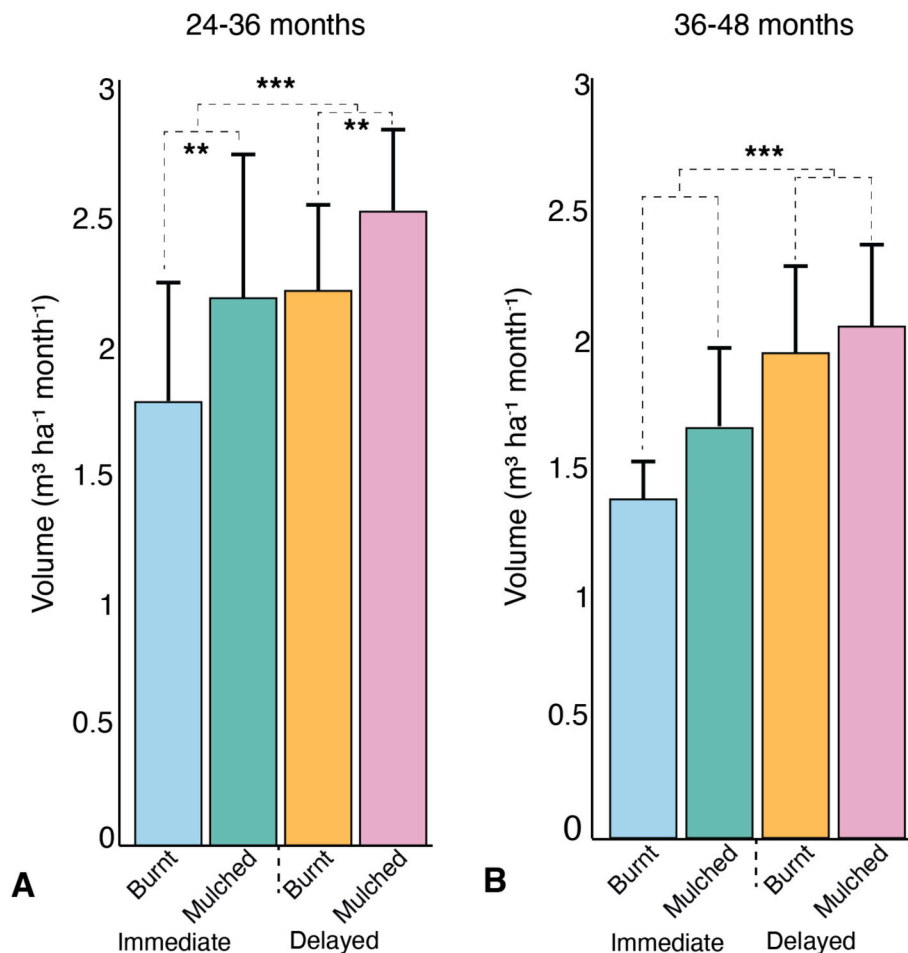 24-36 months
36-48 months
3
2.5
2
1.5
1
0.5
0
Volume (m³ ha⁻¹ month⁻¹)
***
**
**
Burnt
Mulched
Burnt
Mulched
Immediate
Delayed
A
3
2.5
2
1.5
1
0.5
0
Volume (m³ ha⁻¹ month⁻¹)
***
Burnt
Mulched
Burnt
Mulched
Immediate
Delayed
B